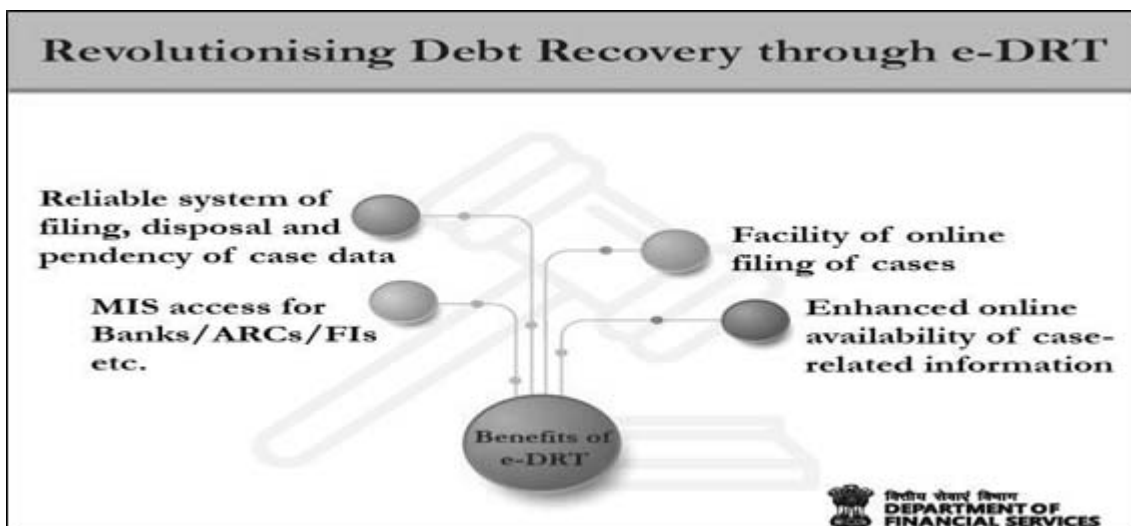 Revolutionising Debt Recovery through e-DRT
Reliable system of
filing, disposal and
pendency of case data
MIS access for
Banks/ARCs/FIs
etc.
Facility of online
filing of cases
Enhanced online
availability of case-
related information
Benefits of
e-DRT
वित्तीय सेवाएं विभाग
DEPARTMENT OF
FINANCIAL SERVICES